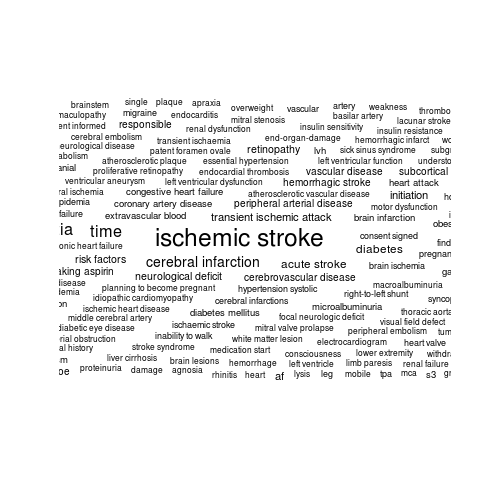 brainstem single plaque apraxia overweight vascular artery weakness thrombo
maculopathy migraine endocarditis mitral stenosis basilar artery lacunar stroke
ent informed responsible renal dysfunction insulin sensitivity insulin resistance
cerebral embolism transient ischaemia end-organ-damage hemorrhagic infarct
eurological disease patent foramen ovale retinopathy lvh sick sinus syndrome subg
abolism atherosclerotic plaque essential hypertension left ventricular function understo
anial proliferative retinopathy endocardial thrombosis vascular disease subcortical
ventricular aneurysm left ventricular dysfunction hemorrhagic stroke heart attack
ral ischemia congestive heart failure atherosclerotic vascular disease initiation
pidemia coronary artery disease peripheral arterial disease motor dysfunction
failure extravascular blood transient ischemic attack brain infarction
ia time ischemic stroke consent signed obes
onic heart failure diabetes find
risk factors cerebral infarction acute stroke brain ischemia pregnan
aking aspirin neurological deficit cerebrovascular disease ga
disease planning to become pregnant hypertension systolic macroalbuminuria
demia idiopathic cardiomyopathy cerebral infarctions right-to-left shunt syncop
on ischemic heart disease diabetes mellitus microalbuminuria thoracic aorta
middle cerebral artery focal neurologic deficit visual field defect
diabetic eye disease ischaemic stroke mitral valve prolapse peripheral embolism tum
rial obstruction inability to walk white matter lesion electrocardiogram heart valve
al history stroke syndrome medication start consciousness lower extremity withdra
m liver cirrhosis brain lesions hemorrhage left ventricle limb paresis renal failure
oe proteinuria damage agnosia rhinitis heart af lysis leg mobile tpa mca s3 gr